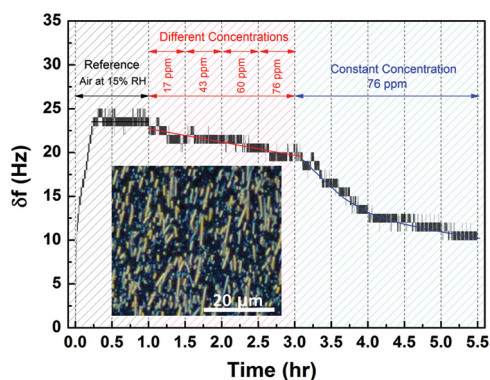 Different Concentrations
Reference
Air at 15% RH
17 ppm
43 ppm
60 ppm
76 ppm
Constant Concentration
76 ppm
35
30
25
20
15
10
5
0
δf (Hz)
20 µm
0.0 0.5 1.0 1.5 2.0 2.5 3.0 3.5 4.0 4.5 5.0 5.5
Time (hr)